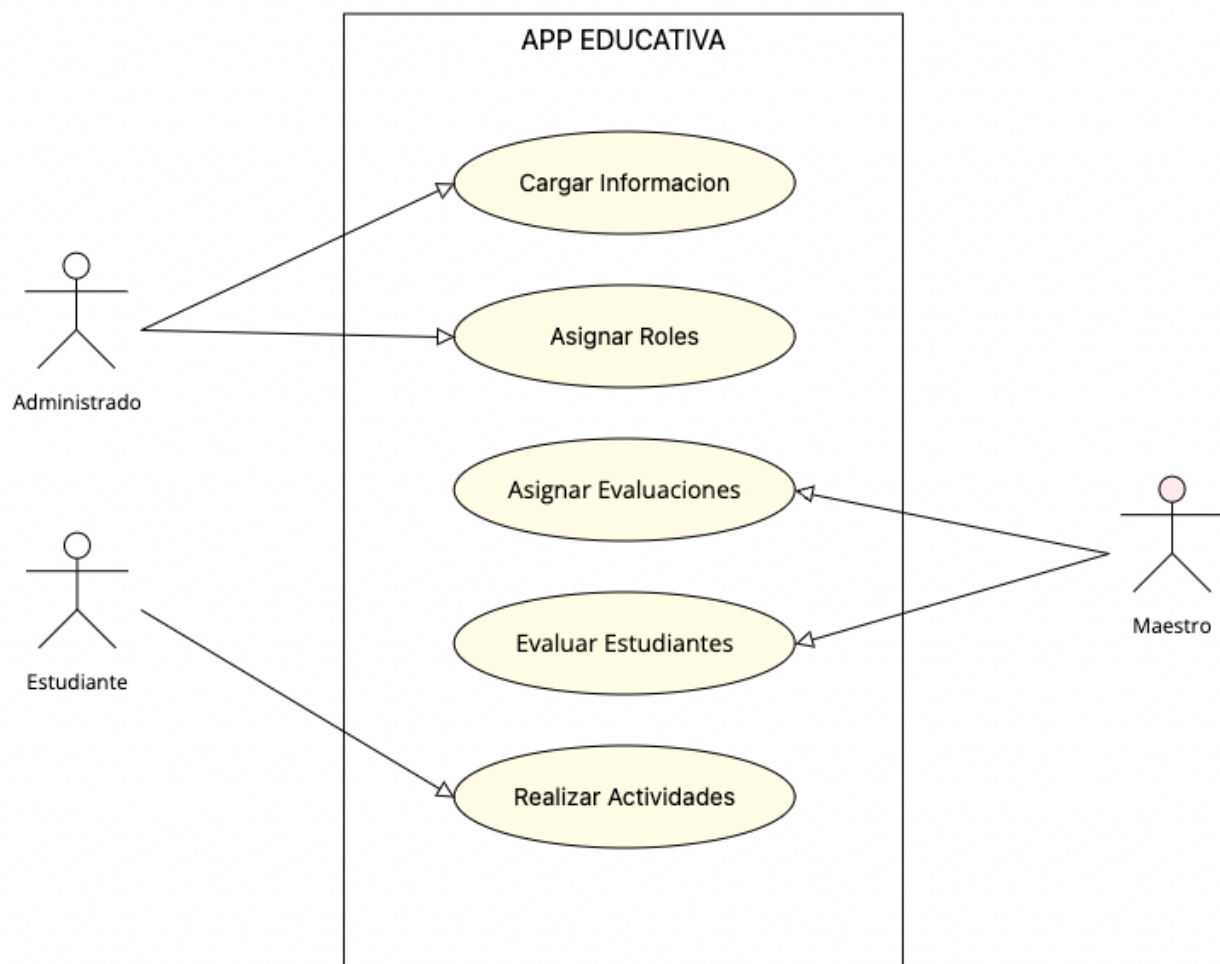 APP EDUCATIVA
Cargar Informacion
Asignar Roles
Administrado
Asignar Evaluaciones
Maestro
Evaluar Estudiantes
Estudiante
Realizar Actividades